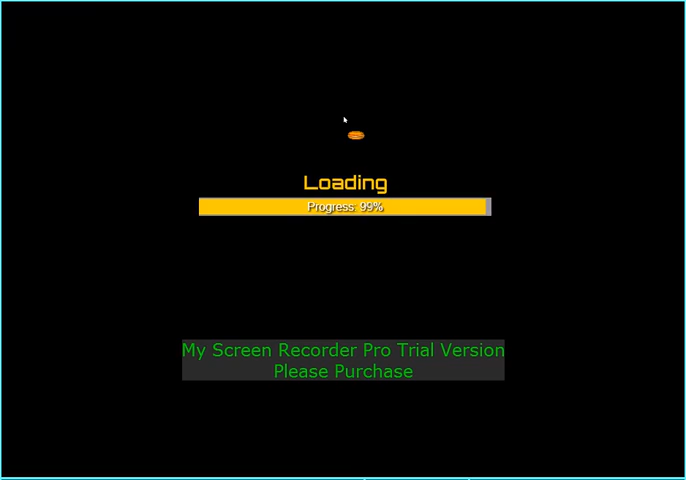 Loading
Progress: 99%
My Screen Recorder Pro Trial Version
Please Purchase